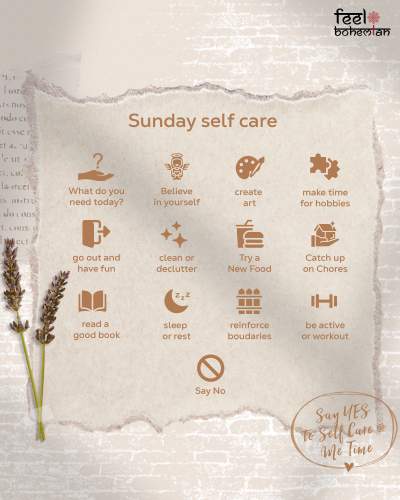 feel
bohemian
Sunday self care
What do you
need today?
Believe
in yourself
create
art
make time
for hobbies
go out and
have fun
clean or
declutter
Try a
New Food
Catch up
on Chores
read a
good book
sleep
or rest
zzz
reinforce
boudaries
be active
or workout
Say No
Say YES
To Self Care
Me Time